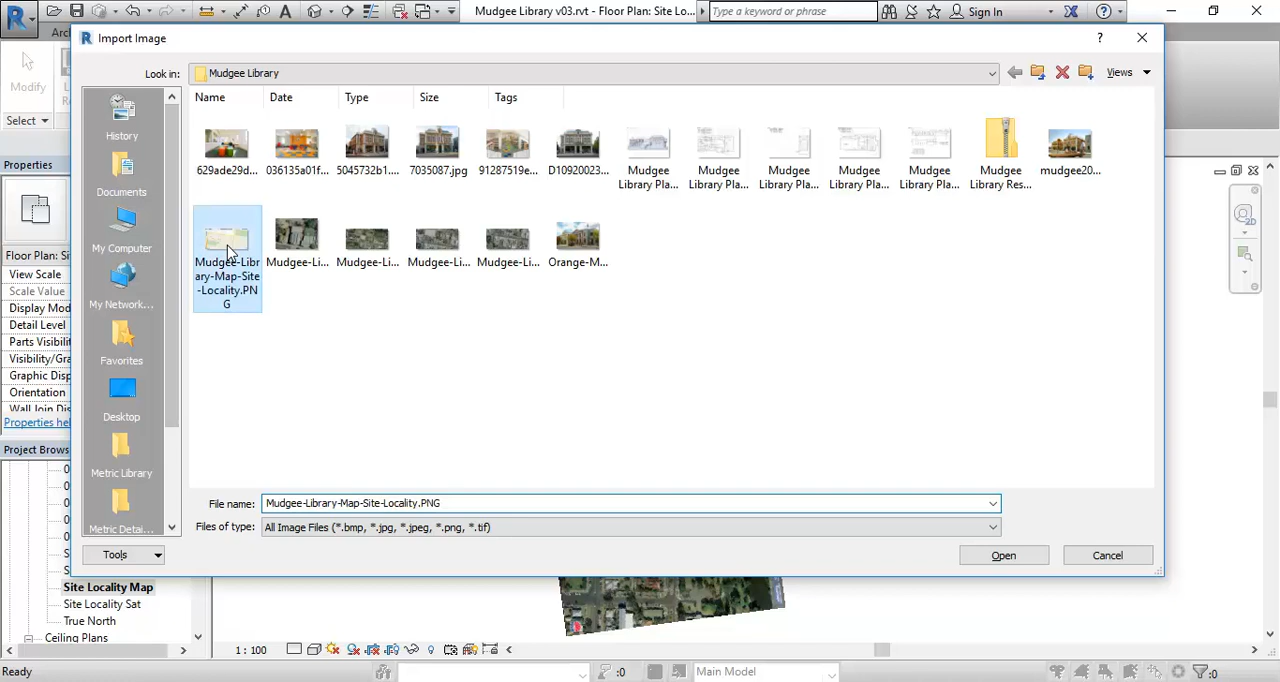 Mudgee Library v03.rvt - Floor Plan: Site Lo...
Type a keyword or phrase
Sign In
Import Image
Look in:
Mudgee Library
Views
Modify
Select
Properties
Floor Plan: Si
View Scale
Scale Value
Display Mod
Detail Level
Parts Visibility
Visibility/Gra
Graphic Disp
Orientation
Wall Join Dis
Properties hel
Project Brows
History
Documents
My Computer
My Network...
Favorites
Desktop
Metric Library
Metric Detai...
Name
Date
Type
Size
Tags
629ade29d...
036135a01f...
5045732b1...
7035087.jpg
91287519e...
D10920023...
Mudgee
Library Pla...
Mudgee
Library Pla...
Mudgee
Library Pla...
Mudgee
Library Pla...
Mudgee
Library Pla...
Mudgee
Library Res...
mudgee20...
Mudgee-Libr
ary-Map-Site
-Locality.PN
G
Mudgee-Li...
Mudgee-Li...
Mudgee-Li...
Mudgee-Li...
Orange-M...
File name:
Mudgee-Library-Map-Site-Locality.PNG
Files of type:
All Image Files (*.bmp, *.jpg, *.jpeg, *.png, *.tif)
Tools
Open
Cancel
Site Locality Map
Site Locality Sat
True North
Ceiling Plans
1 : 100
Ready
:0
Main Model
:0